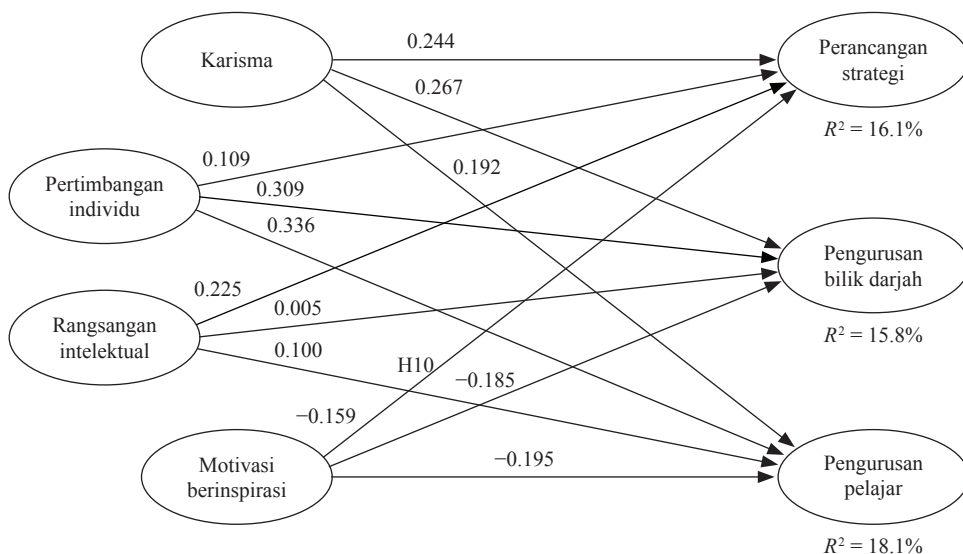 0.244
Karisma
Perancangan
strategi
0.267
R² = 16.1%
0.109
0.192
Pertimbangan
individu
0.309
0.336
Pengurusan
bilik darjah
0.225
0.005
Rangsangan
intelektual
R² = 15.8%
0.100
H10
−0.185
−0.159
−0.195
Motivasi
berinspirasi
Pengurusan
pelajar
R² = 18.1%